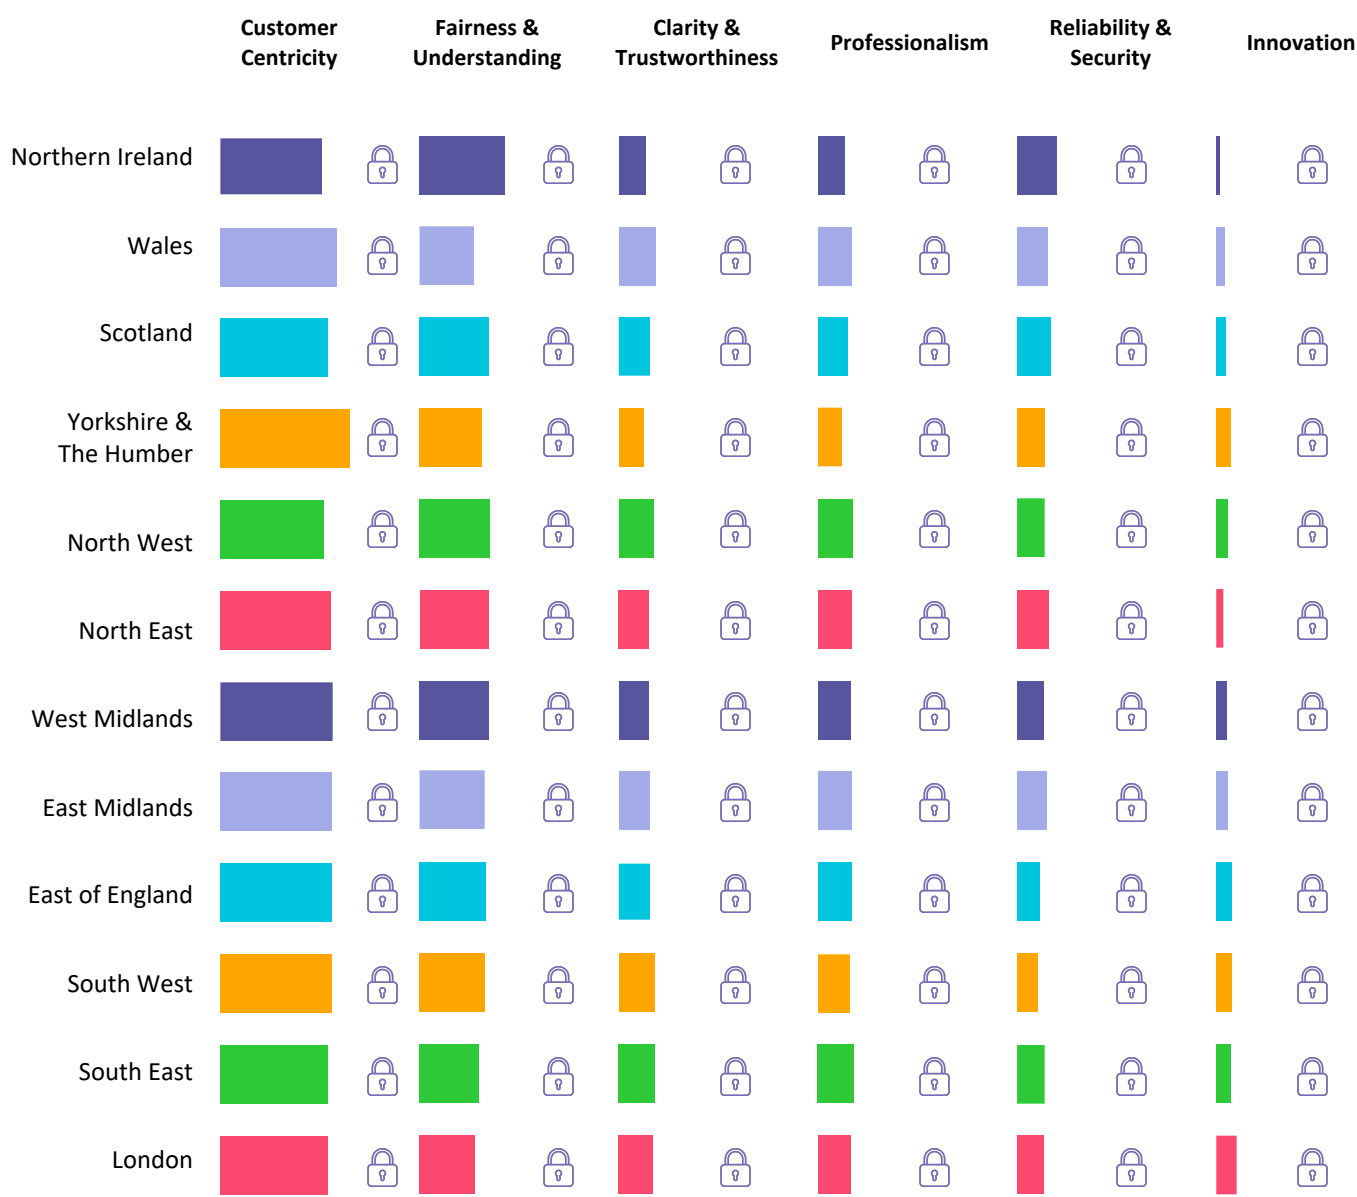 Customer
Centricity
Fairness &
Understanding
Clarity &
Trustworthiness
Professionalism
Reliability &
Security
Innovation
Northern Ireland
Wales
Scotland
Yorkshire &
The Humber
North West
North East
West Midlands
East Midlands
East of England
South West
South East
London